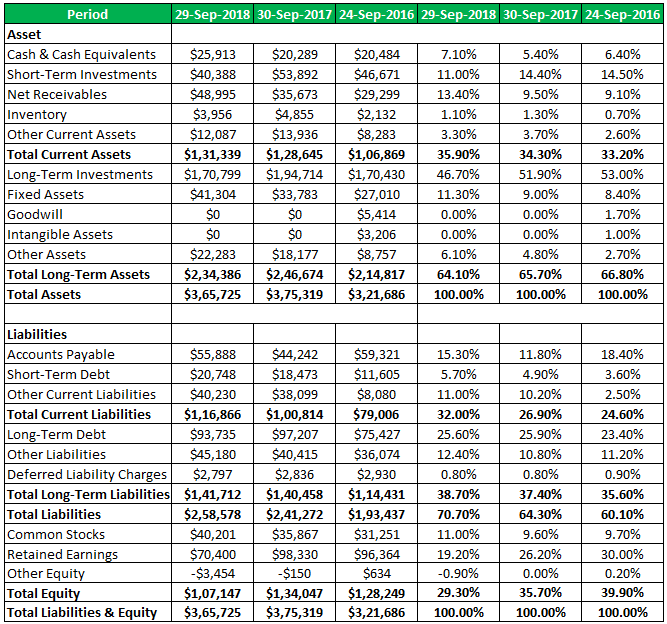 Period 29-Sep-2018 30-Sep-2017 24-Sep-2016 29-Sep-2018 30-Sep-2017 24-Sep-2016
Asset
Cash & Cash Equivalents $25,913 $20,289 $20,484 7.10% 5.40% 6.40%
Short-Term Investments $40,388 $53,892 $46,671 11.00% 14.40% 14.50%
Net Receivables $48,995 $35,673 $29,299 13.40% 9.50% 9.10%
Inventory $3,956 $4,855 $2,132 1.10% 1.30% 0.70%
Other Current Assets $12,087 $13,936 $8,283 3.30% 3.70% 2.60%
Total Current Assets $1,31,339 $1,28,645 $1,06,869 35.90% 34.30% 33.20%
Long-Term Investments $1,70,799 $1,94,714 $1,70,430 46.70% 51.90% 53.00%
Fixed Assets $41,304 $33,783 $27,010 11.30% 9.00% 8.40%
Goodwill $0 $0 $5,414 0.00% 0.00% 1.70%
Intangible Assets $0 $0 $3,206 0.00% 0.00% 1.00%
Other Assets $22,283 $18,177 $8,757 6.10% 4.80% 2.70%
Total Long-Term Assets $2,34,386 $2,46,674 $2,14,817 64.10% 65.70% 66.80%
Total Assets $3,65,725 $3,75,319 $3,21,686 100.00% 100.00% 100.00%
Liabilities
Accounts Payable $55,888 $44,242 $59,321 15.30% 11.80% 18.40%
Short-Term Debt $20,748 $18,473 $11,605 5.70% 4.90% 3.60%
Other Current Liabilities $40,230 $38,099 $8,080 11.00% 10.20% 2.50%
Total Current Liabilities $1,16,866 $1,00,814 $79,006 32.00% 26.90% 24.60%
Long-Term Debt $93,735 $97,207 $75,427 25.60% 25.90% 23.40%
Other Liabilities $45,180 $40,415 $36,074 12.40% 10.80% 11.20%
Deferred Liability Charges $2,797 $2,836 $2,930 0.80% 0.80% 0.90%
Total Long-Term Liabilities $1,41,712 $1,40,458 $1,14,431 38.70% 37.40% 35.60%
Total Liabilities $2,58,578 $2,41,272 $1,93,437 70.70% 64.30% 60.10%
Common Stocks $40,201 $35,867 $31,251 11.00% 9.60% 9.70%
Retained Earnings $70,400 $98,330 $96,364 19.20% 26.20% 30.00%
Other Equity -$3,454 -$150 $634 -0.90% 0.00% 0.20%
Total Equity $1,07,147 $1,34,047 $1,28,249 29.30% 35.70% 39.90%
Total Liabilities & Equity $3,65,725 $3,75,319 $3,21,686 100.00% 100.00% 100.00%